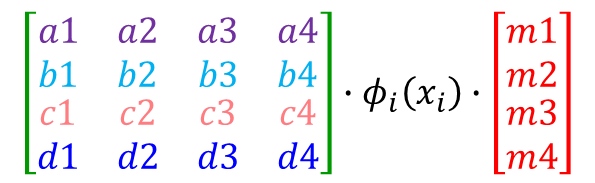 a1 a2 a3 a4 m1
b1 b2 b3 b4 · ϕᵢ(xᵢ) · m2
c1 c2 c3 c4 m3
d1 d2 d3 d4 m4